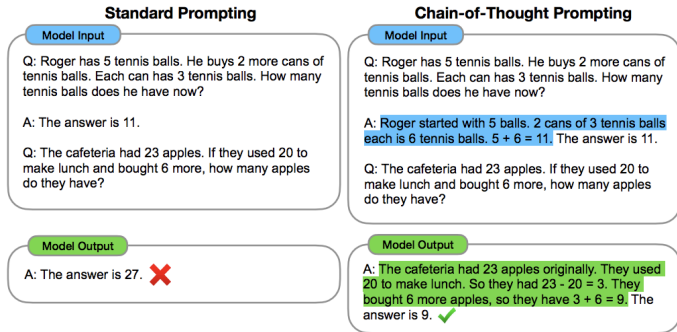 Standard Prompting
Model Input
Q: Roger has 5 tennis balls. He buys 2 more cans of
tennis balls. Each can has 3 tennis balls. How many
tennis balls does he have now?
A: The answer is 11.
Q: The cafeteria had 23 apples. If they used 20 to
make lunch and bought 6 more, how many apples
do they have?
Model Output
A: The answer is 27.
Chain-of-Thought Prompting
Model Input
Q: Roger has 5 tennis balls. He buys 2 more cans of
tennis balls. Each can has 3 tennis balls. How many
tennis balls does he have now?
A: Roger started with 5 balls. 2 cans of 3 tennis balls
each is 6 tennis balls. 5 + 6 = 11. The answer is 11.
Q: The cafeteria had 23 apples. If they used 20 to
make lunch and bought 6 more, how many apples
do they have?
Model Output
A: The cafeteria had 23 apples originally. They used
20 to make lunch. So they had 23 - 20 = 3. They
bought 6 more apples, so they have 3 + 6 = 9. The
answer is 9.